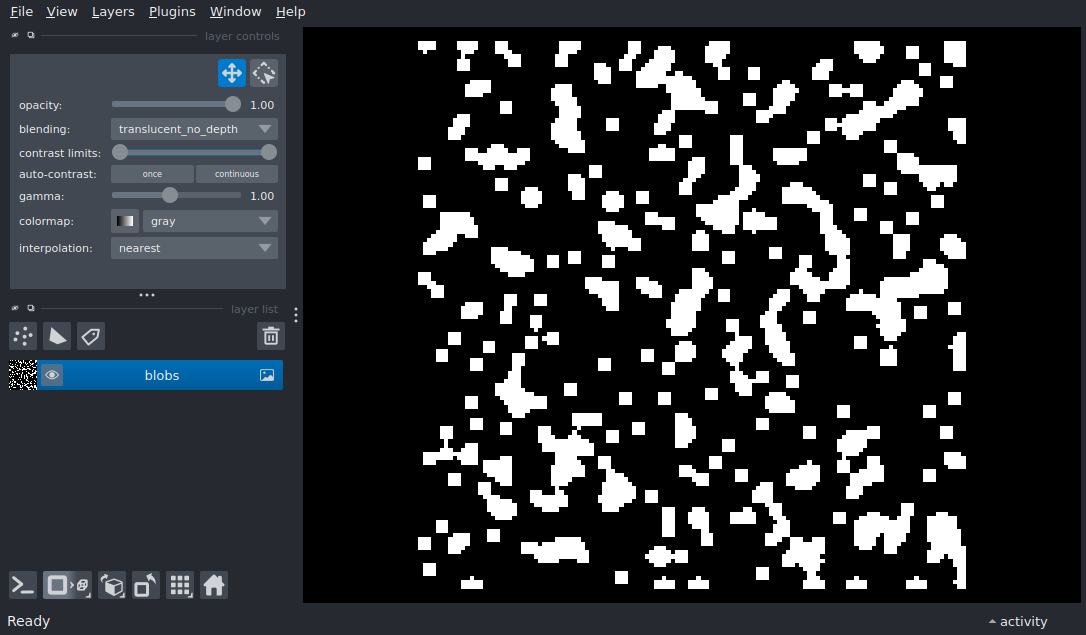 File View Layers Plugins Window Help
layer controls
opacity: 1.00
blending: translucent_no_depth
contrast limits:
auto-contrast: once continuous
gamma: 1.00
colormap: gray
interpolation: nearest
layer list
blobs
Ready
activity